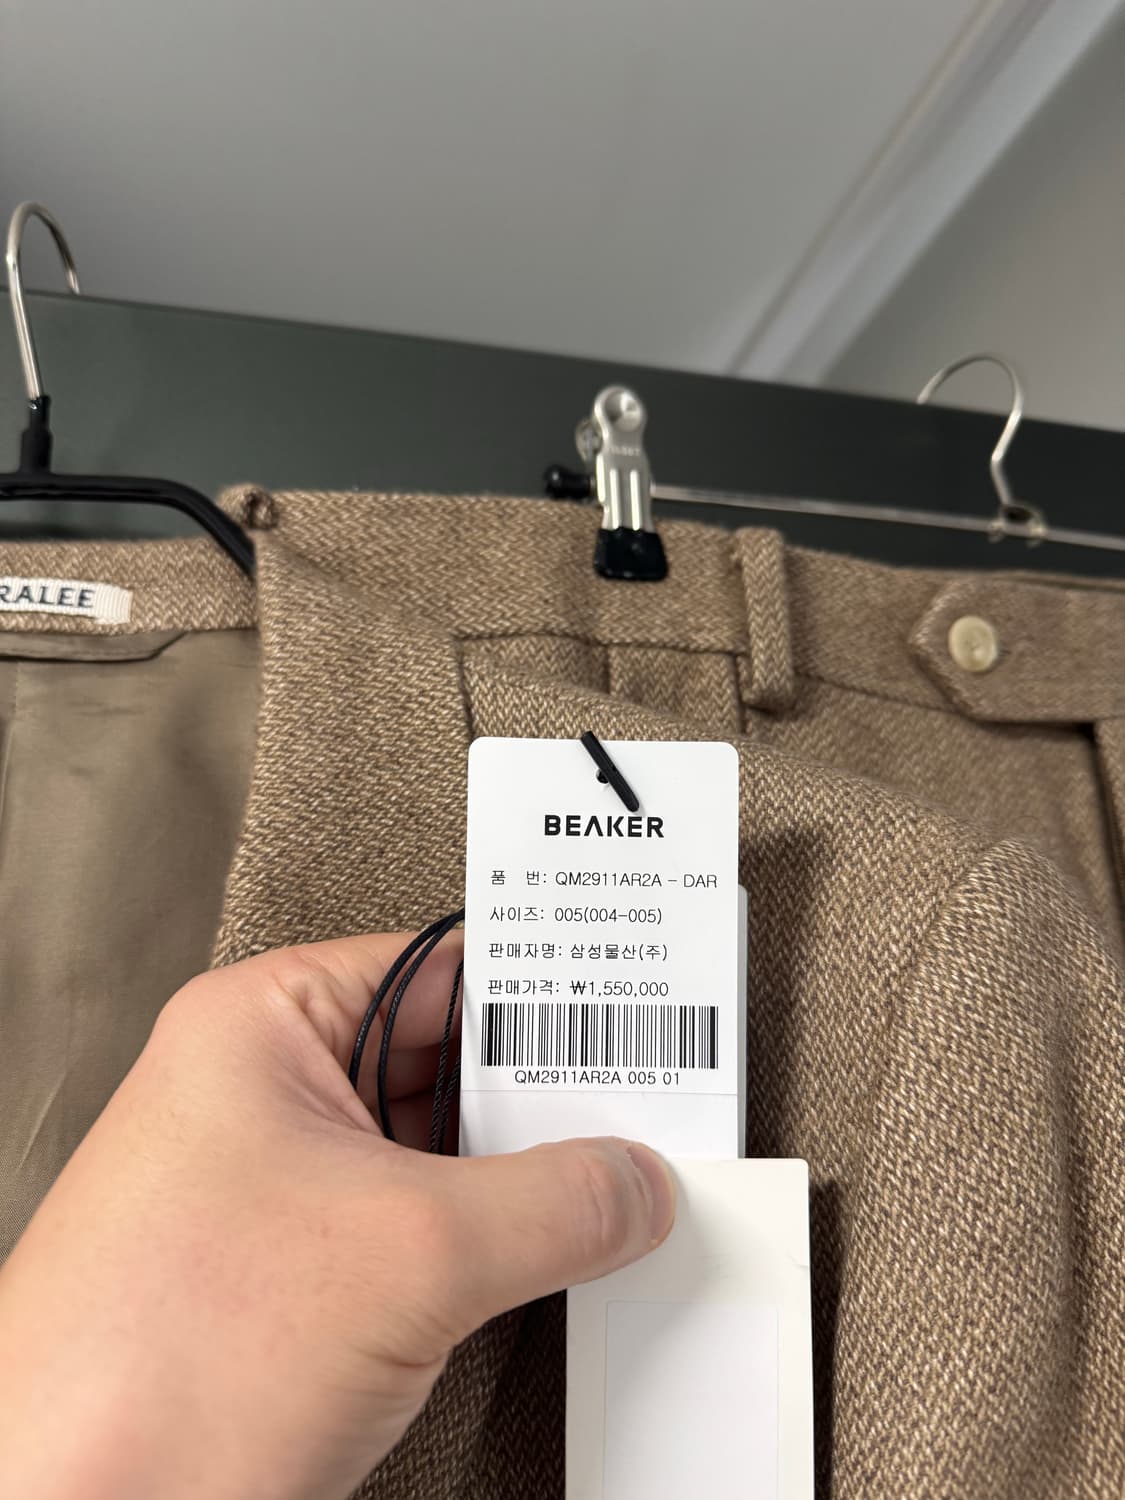 RALEE
BEAKER
품 번: QM2911AR2A - DAR
사이즈: 005(004-005)
판매자명: 삼성물산(주)
판매가격: ₩1,550,000
QM2911AR2A 005 01